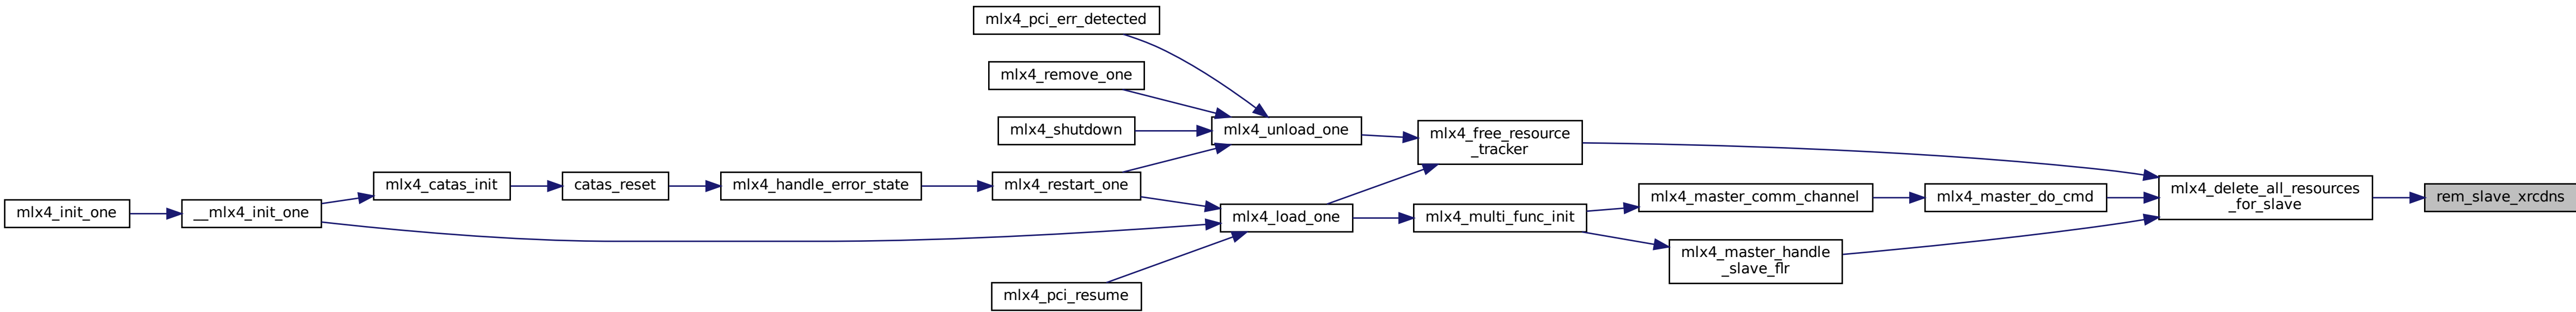 mlx4_pci_err_detected
mlx4_remove_one
mlx4_shutdown
mlx4_unload_one
mlx4_free_resource
_tracker
mlx4_init_one
__mlx4_init_one
mlx4_catas_init
catas_reset
mlx4_handle_error_state
mlx4_restart_one
mlx4_load_one
mlx4_multi_func_init
mlx4_master_comm_channel
mlx4_master_do_cmd
mlx4_delete_all_resources
_for_slave
rem_slave_xrcdns
mlx4_master_handle
_slave_flr
mlx4_pci_resume